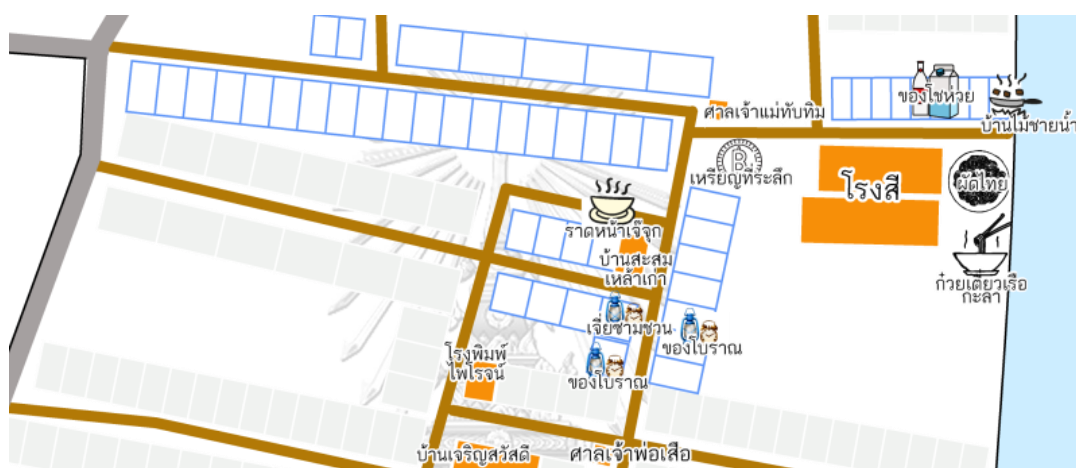 ของโชห่วย
ศาลเจ้าแม่ทับทิม
บ้านไม้ชายน้ำ
เหรียญที่ระลึก
B
โรงสี
ผัดไทย
ราดหน้าเจ๊จุก
บ้านสะสม
เหล้าเก่า
ก๋วยเตี๋ยวเรือ
กะลา
เจี่ยซามชวน
ของโบราณ
โรงพิมพ์
ไพโรจน์
ของโบราณ
บ้านเจริญสวัสดี
ศาลเจ้าพ่อเสือ